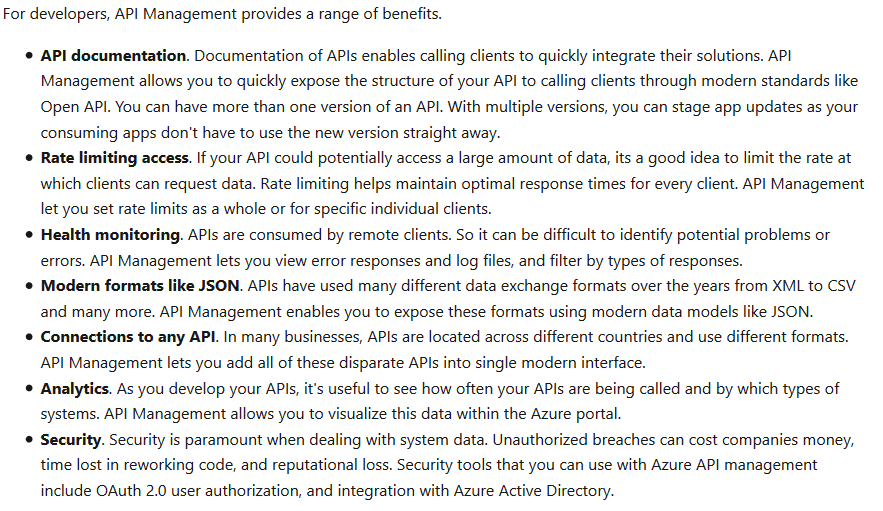 For developers, API Management provides a range of benefits.
• API documentation. Documentation of APIs enables calling clients to quickly integrate their solutions. API
Management allows you to quickly expose the structure of your API to calling clients through modern standards like
Open API. You can have more than one version of an API. With multiple versions, you can stage app updates as your
consuming apps don't have to use the new version straight away.
• Rate limiting access. If your API could potentially access a large amount of data, its a good idea to limit the rate at
which clients can request data. Rate limiting helps maintain optimal response times for every client. API Management
let you set rate limits as a whole or for specific individual clients.
• Health monitoring. APIs are consumed by remote clients. So it can be difficult to identify potential problems or
errors. API Management lets you view error responses and log files, and filter by types of responses.
• Modern formats like JSON. APIs have used many different data exchange formats over the years from XML to CSV
and many more. API Management enables you to expose these formats using modern data models like JSON.
• Connections to any API. In many businesses, APIs are located across different countries and use different formats.
API Management lets you add all of these disparate APIs into single modern interface.
• Analytics. As you develop your APIs, it's useful to see how often your APIs are being called and by which types of
systems. API Management allows you to visualize this data within the Azure portal.
• Security. Security is paramount when dealing with system data. Unauthorized breaches can cost companies money,
time lost in reworking code, and reputational loss. Security tools that you can use with Azure API management
include OAuth 2.0 user authorization, and integration with Azure Active Directory.